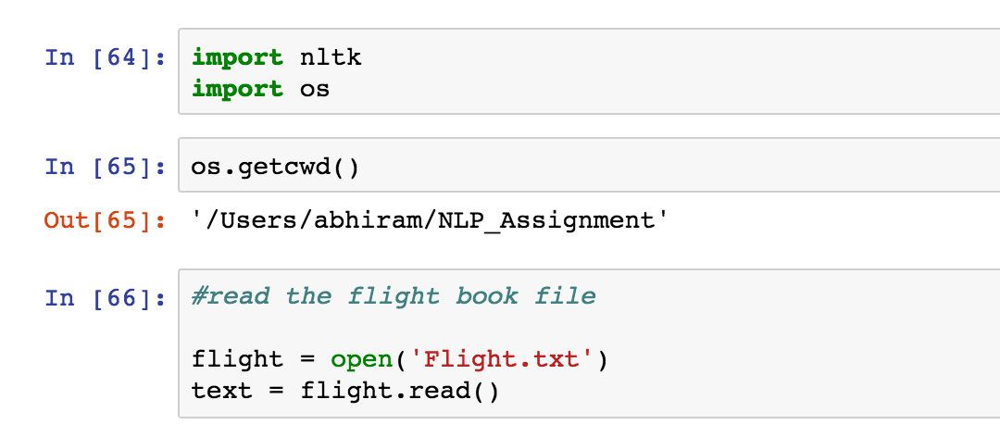 In [64]: import nltk
import os
In [65]: os.getcwd()
Out[65]: '/Users/abhiram/NLP_Assignment'
In [66]: #read the flight book file
flight = open('Flight.txt')
text = flight.read()